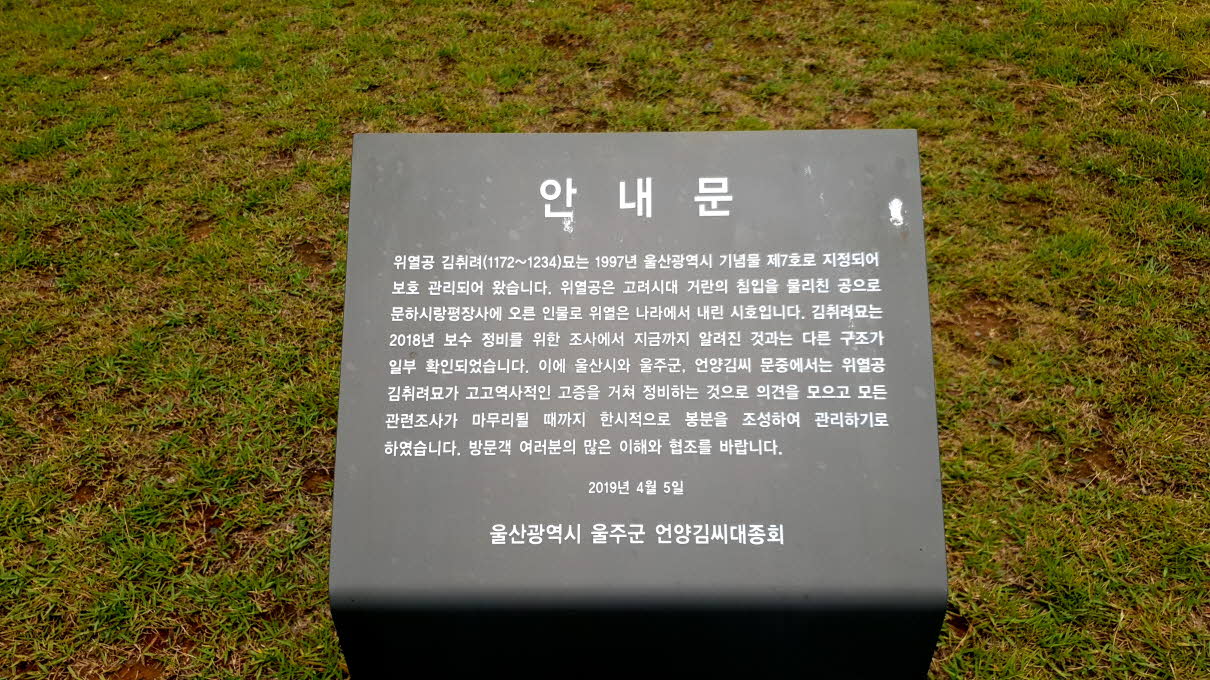 안 내 문
위열공 김취려(1172~1234)묘는 1997년 울산광역시 기념물 제7호로 지정되어
보호 관리되어 왔습니다. 위열공은 고려시대 거란의 침입을 물리친 공으로
문하시랑평장사에 오른 인물로 위열은 나라에서 내린 시호입니다. 김취려묘는
2018년 보수 정비를 위한 조사에서 지금까지 알려진 것과는 다른 구조가
일부 확인되었습니다. 이에 울산시와 울주군, 언양김씨 문중에서는 위열공
김취려묘가 고고역사적인 고증을 거쳐 정비하는 것으로 의견을 모으고 모든
관련조사가 마무리될 때까지 한시적으로 봉분을 조성하여 관리하기로
하였습니다. 방문객 여러분의 많은 이해와 협조를 바랍니다.
2019년 4월 5일
울산광역시 울주군 언양김씨대종회